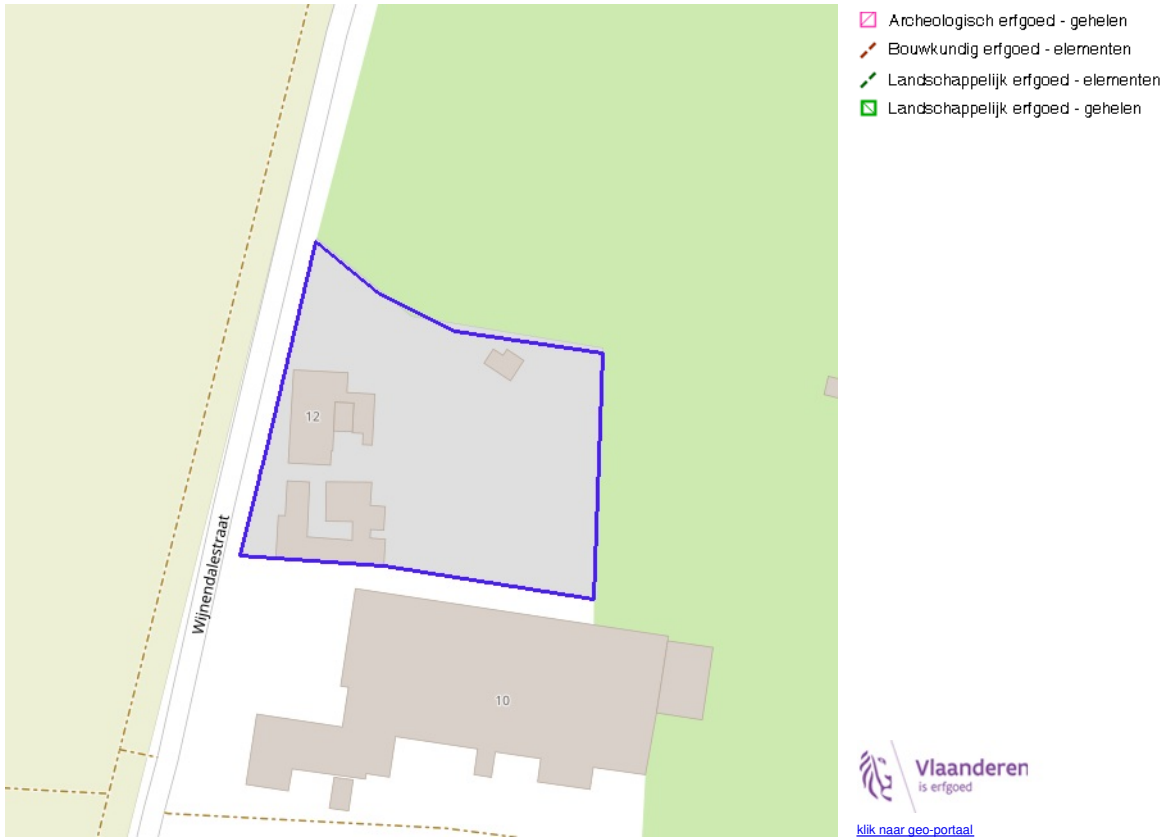 Archeologisch erfgoed - gehelen
Bouwkundig erfgoed - elementen
Landschappelijk erfgoed - elementen
Landschappelijk erfgoed - gehelen
12
Wijnendalestraat
10
Vlaanderen
is erfgoed
klik naar geo-portaal